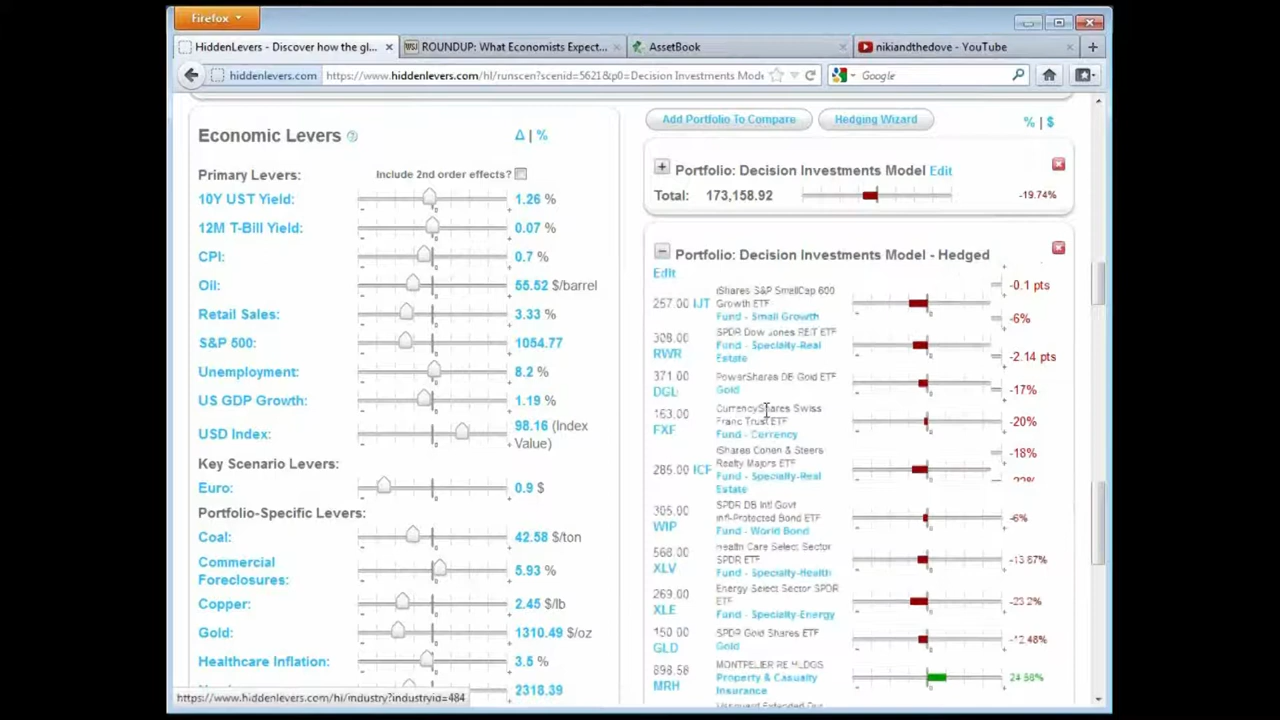 Firefox
HiddenLevers - Discover how the gl...
ROUNDUP: What Economists Expect...
AssetBook
nikiandthedove - YouTube
hiddenlevers.com
https://www.hiddenlevers.com/hl/runscen?scenid=5621&p0=Decision Investments Mod
Google
Economic Levers
Δ | %
Primary Levers:
Include 2nd order effects?
10Y UST Yield:
1.26 %
12M T-Bill Yield:
0.07 %
CPI:
0.7 %
Oil:
55.52 $/barrel
Retail Sales:
3.33 %
S&P 500:
1054.77
Unemployment:
8.2 %
US GDP Growth:
1.19 %
USD Index:
98.16 (Index
Value)
Key Scenario Levers:
Euro:
0.9 $
Portfolio-Specific Levers:
Coal:
42.58 $/ton
Commercial
Foreclosures:
5.93 %
Copper:
2.45 $/lb
Gold:
1310.49 $/oz
Healthcare Inflation:
3.5 %
2318.39
https://www.hiddenlevers.com/hl/industry?industryid=484
Add Portfolio To Compare
Hedging Wizard
% | $
Portfolio: Decision Investments Model Edit
Total: 173,158.92
-19.74%
Portfolio: Decision Investments Model - Hedged
Edit
257.00 IJT
iShares S&P SmallCap 600
Growth ETF
Fund - Small Growth
-0.1 pts
-6%
308.00
RWR
SPDR Dow Jones REIT ETF
Fund - Specialty-Real
Estate
-2.14 pts
371.00
DGL
PowerShares DB Gold ETF
Gold
-17%
163.00
FXF
CurrencyShares Swiss
Franc Trust ETF
Fund - Currency
-20%
285.00 ICF
iShares Cohen & Steers
Realty Majors ETF
Fund - Specialty-Real
Estate
-18%
365.00
WIP
SPDR DB Intl Govt
Infl-Protected Bond ETF
Fund - World Bond
-6%
568.00
XLV
Health Care Select Sector
SPDR ETF
Fund - Specialty-Health
-13.87%
269.00
XLE
Energy Select Sector SPDR
ETF
Fund - Specialty-Energy
-23.2%
150.00
GLD
SPDR Gold Shares ETF
Gold
-12.48%
898.58
MRH
MONTPELIER RE HLDGS
Property & Casualty
Insurance
24.58%